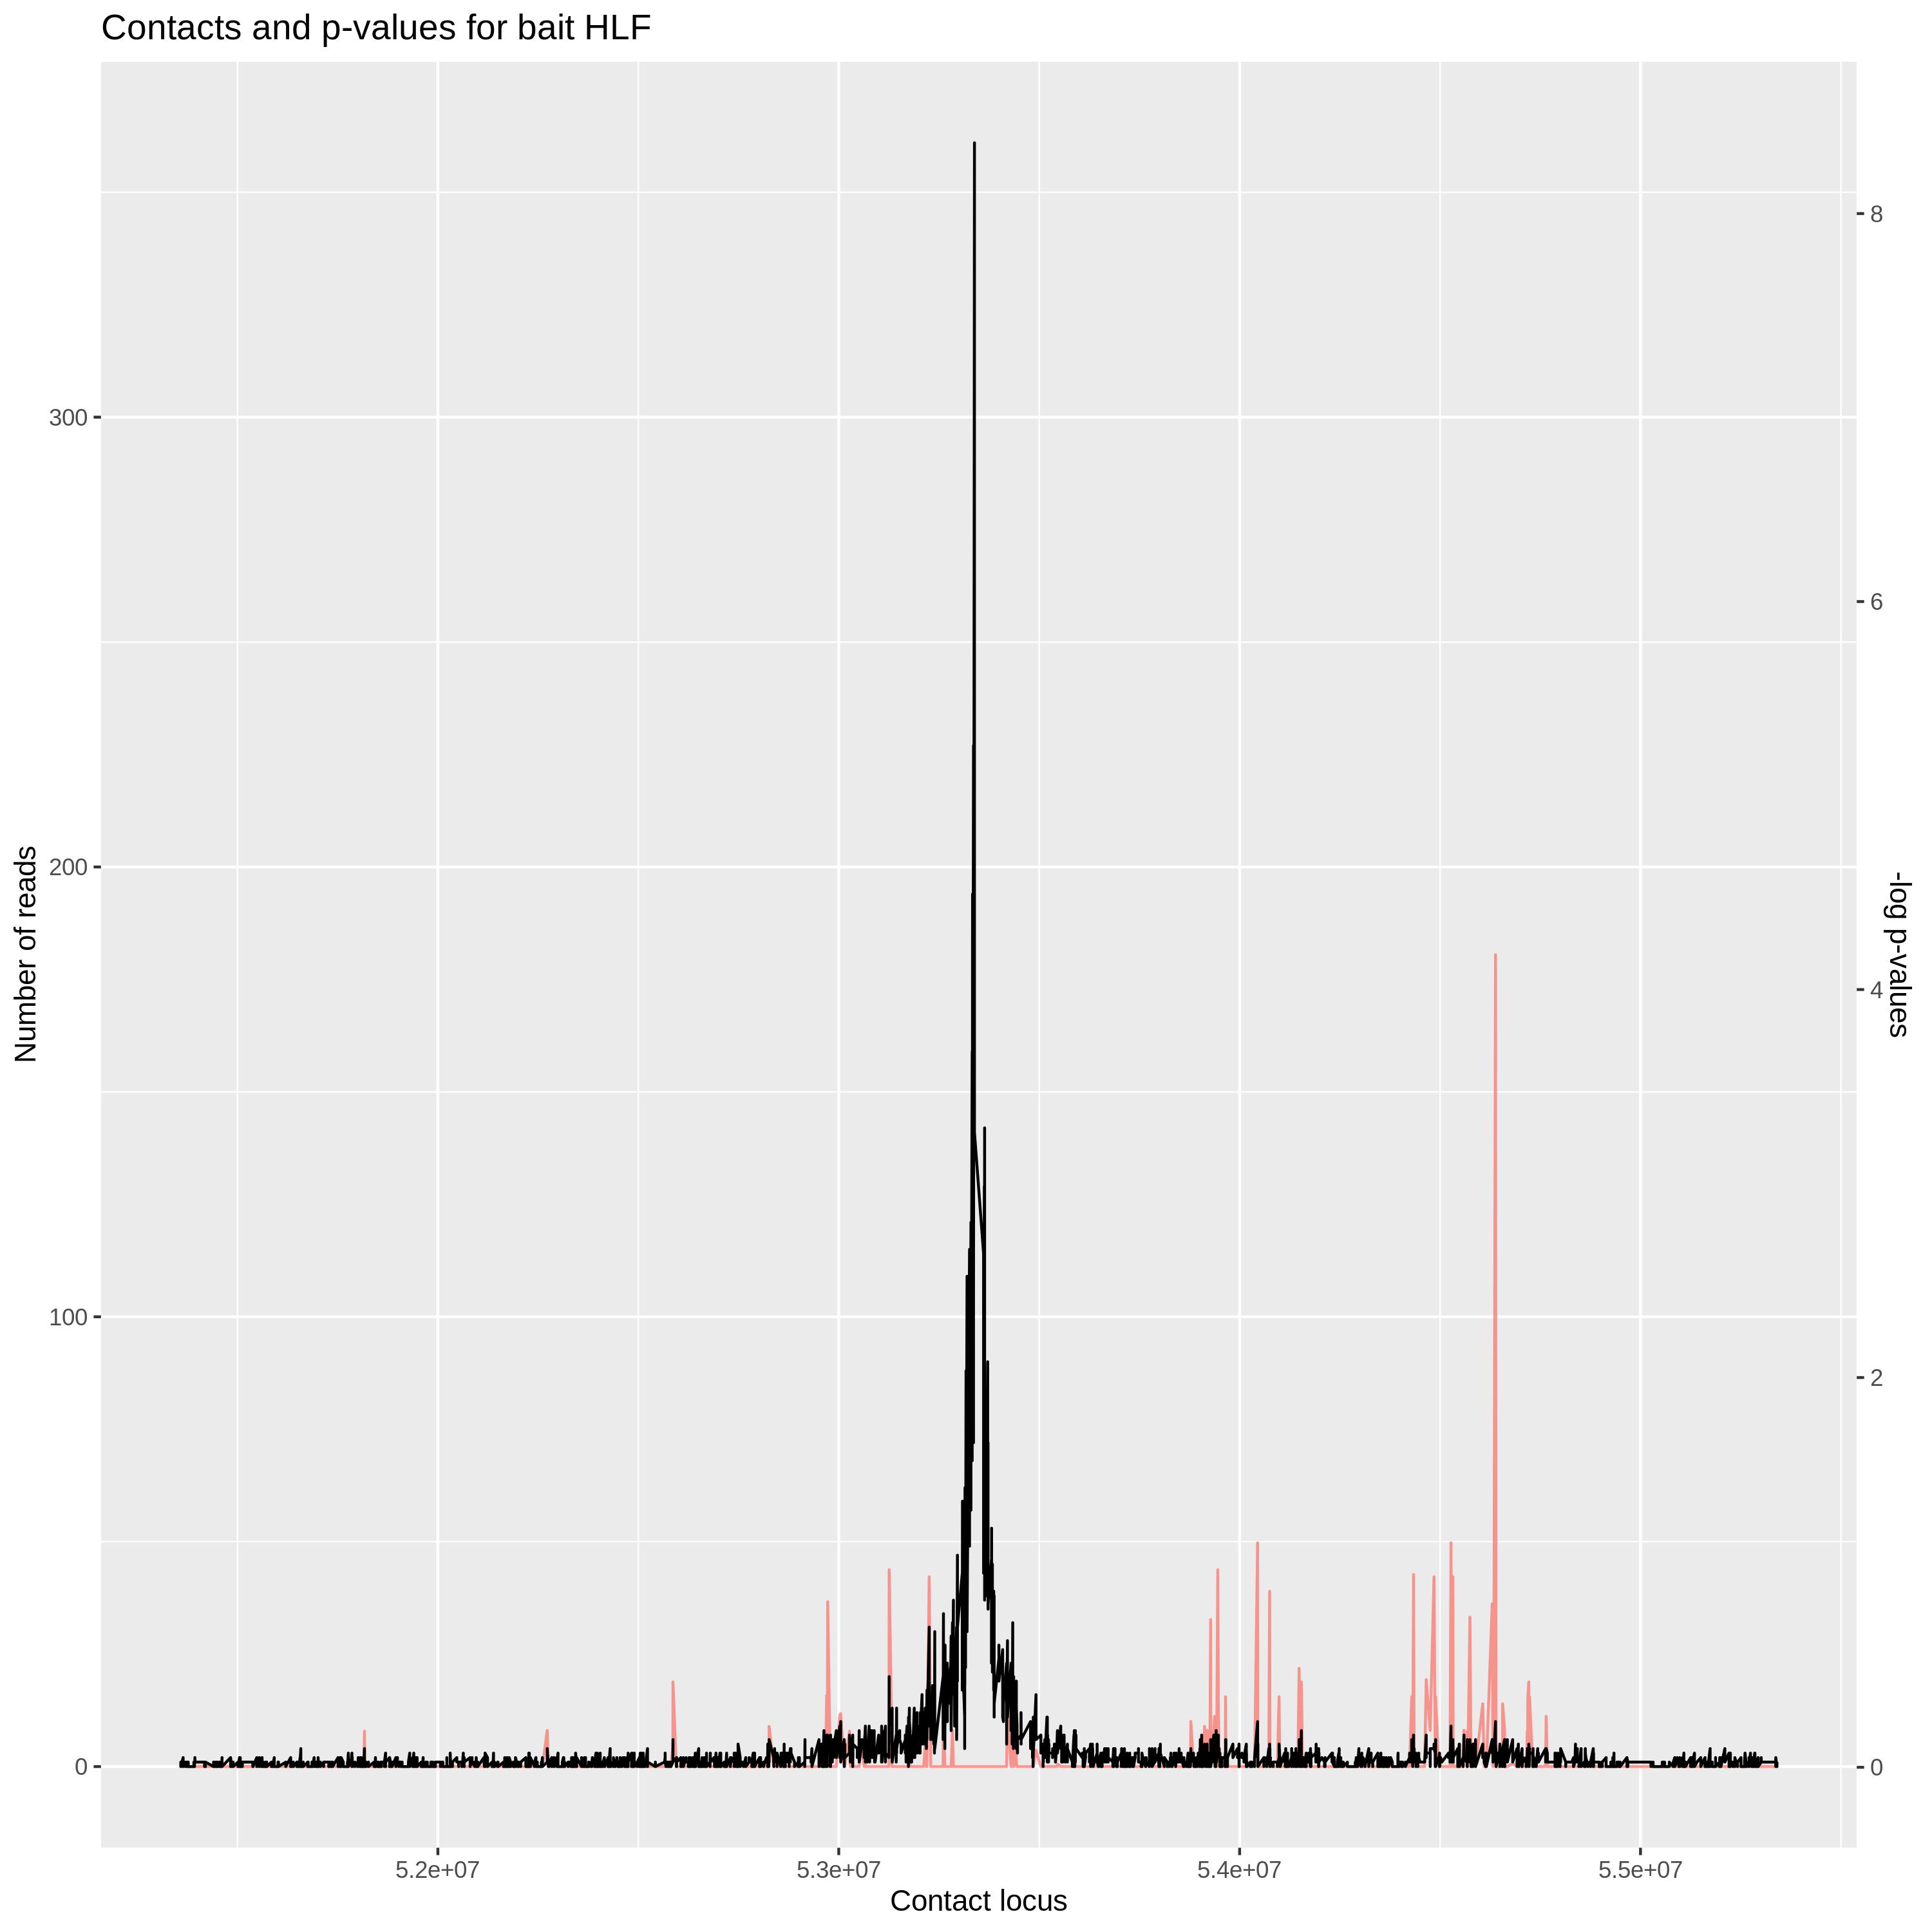 Contacts and p-values for bait HLF
Number of reads
300
200
100
0
8
6
4
2
0
-log p-values
5.2e+07
5.3e+07
5.4e+07
5.5e+07
Contact locus